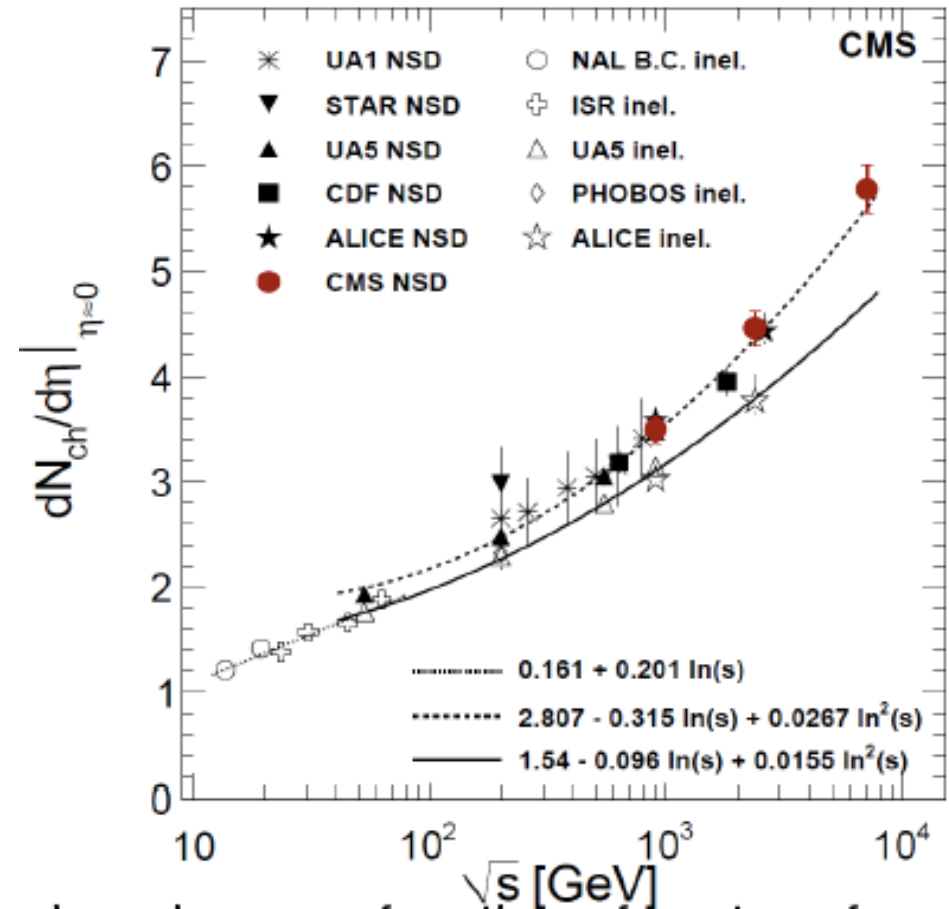 CMS
UA1 NSD
STAR NSD
UA5 NSD
CDF NSD
ALICE NSD
CMS NSD
NAL B.C. inel.
ISR inel.
UA5 inel.
PHOBOS inel.
ALICE inel.
7
6
5
4
3
2
1
0
dN_ch/dη|_η≈0
0.161 + 0.201 ln(s)
2.807 - 0.315 ln(s) + 0.0267 ln²(s)
1.54 - 0.096 ln(s) + 0.0155 ln²(s)
10 10² 10³ 10⁴
√s [GeV]